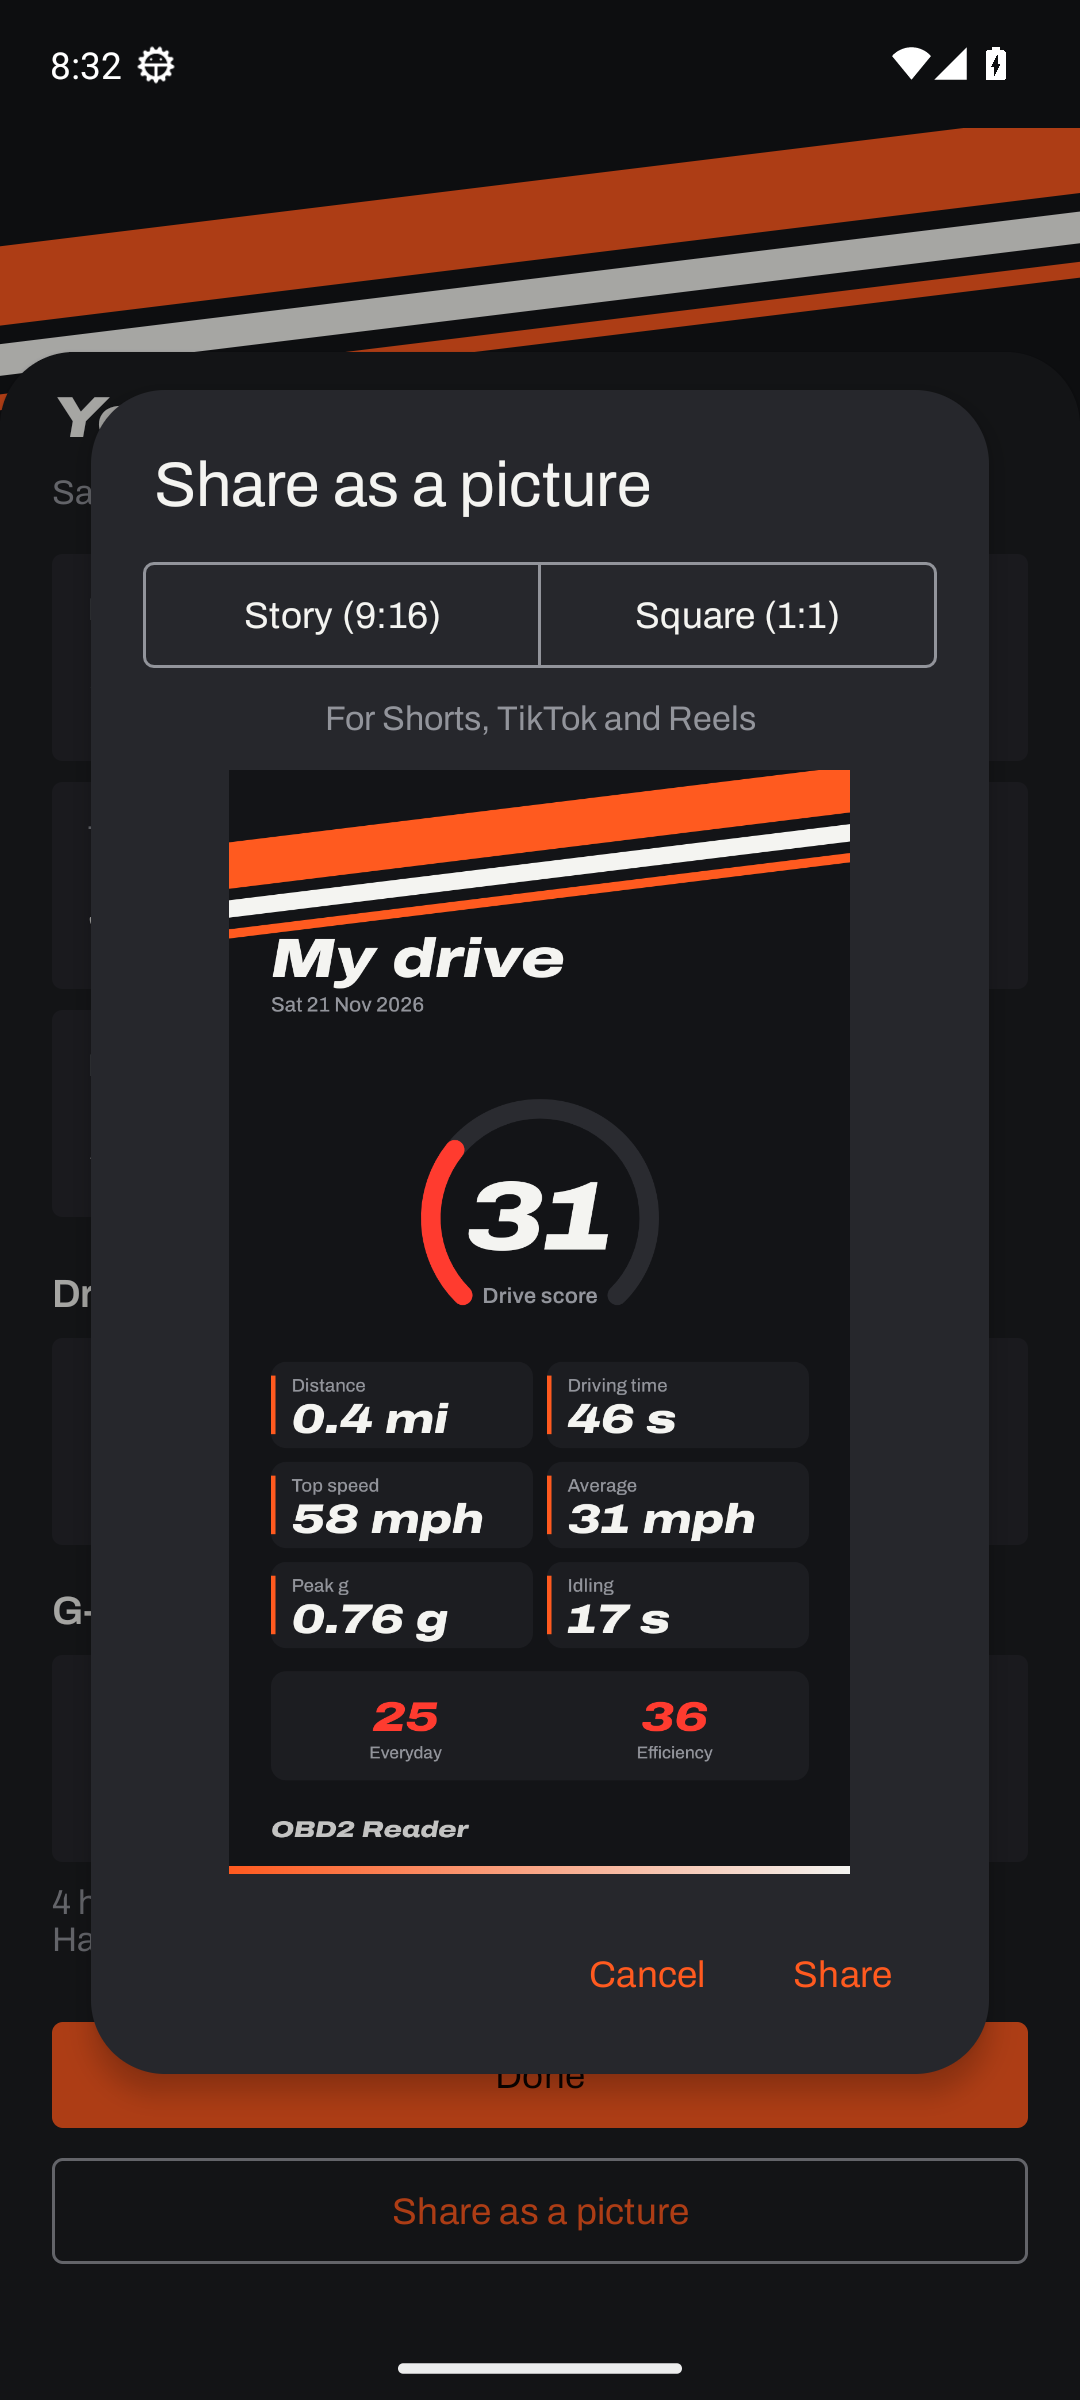 8:32
Share as a picture
Story (9:16)
Square (1:1)
For Shorts, TikTok and Reels
My drive
Sat 21 Nov 2026
31
Drive score
Distance
0.4 mi
Driving time
46 s
Top speed
58 mph
Average
31 mph
Peak g
0.76 g
Idling
17 s
25
Everyday
36
Efficiency
OBD2 Reader
Cancel
Share
Done
Share as a picture